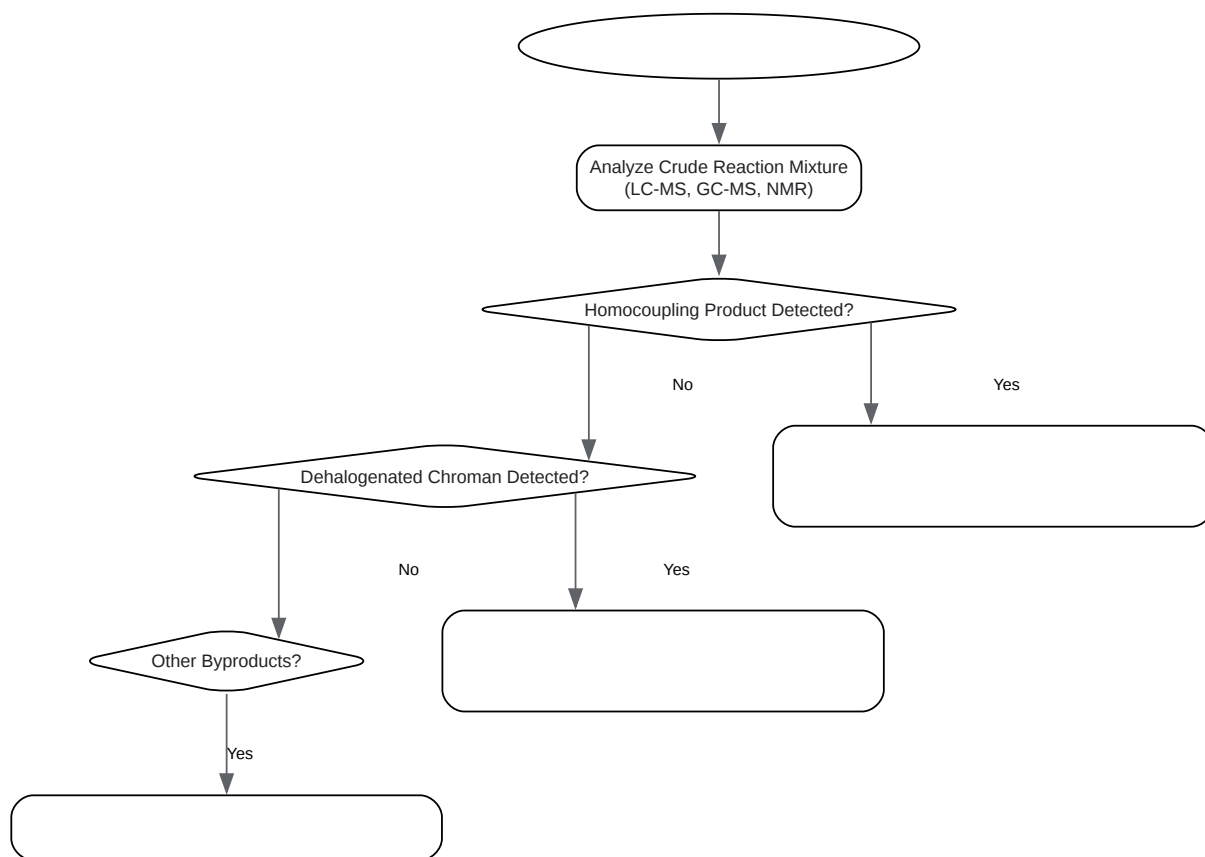 Analyze Crude Reaction Mixture
(LC-MS, GC-MS, NMR)
Homocoupling Product Detected?
No
Yes
Dehalogenated Chroman Detected?
No
Yes
Other Byproducts?
Yes